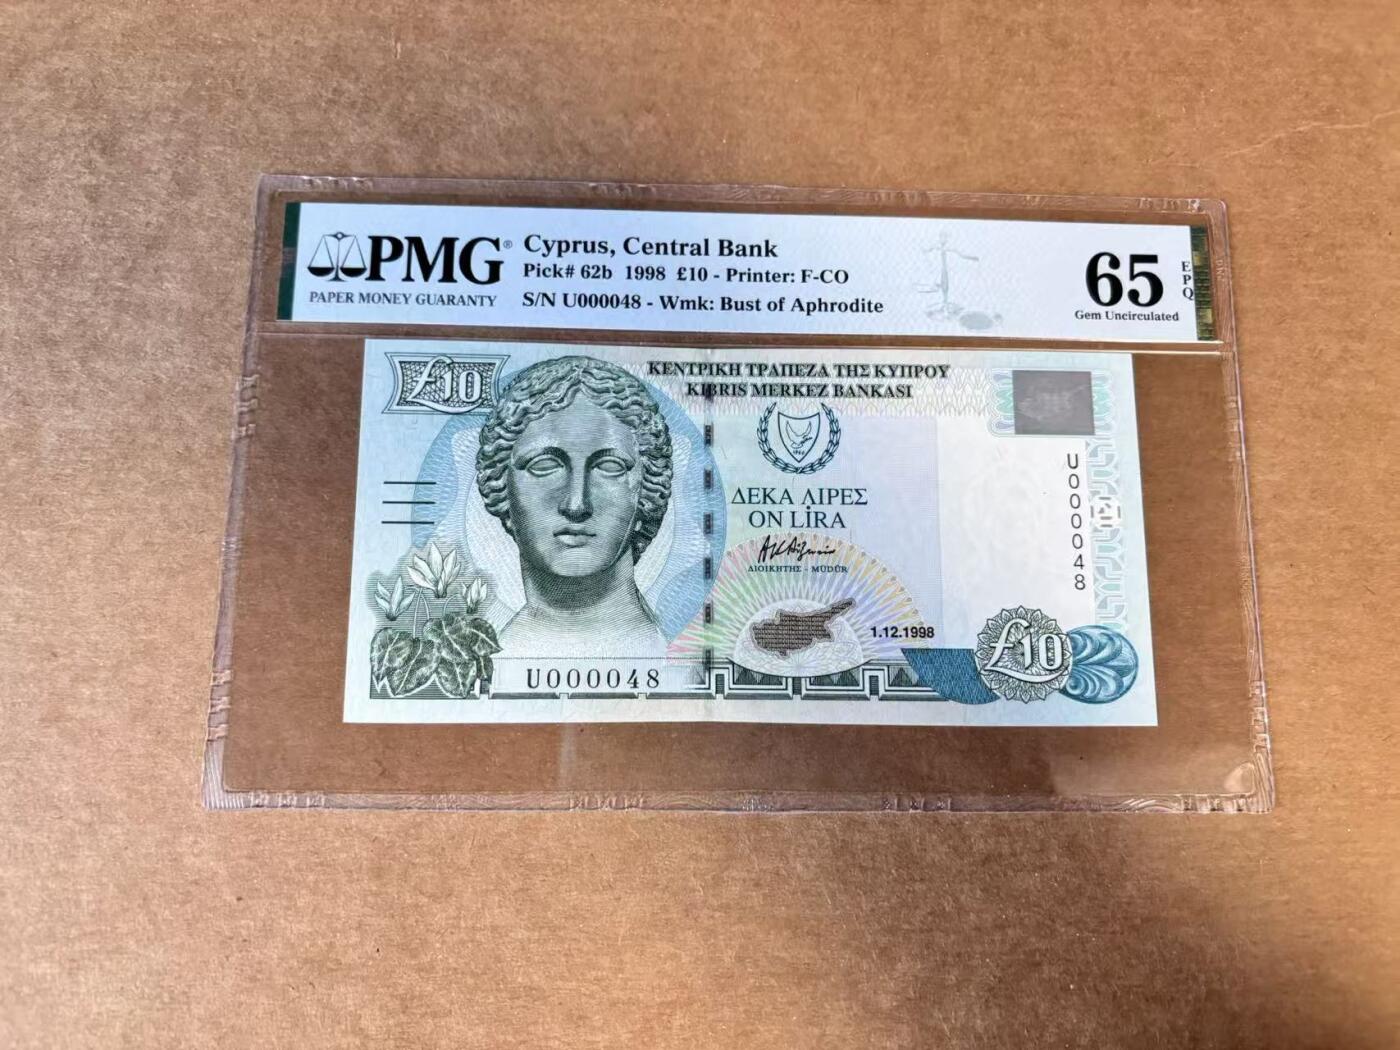 PMG®
PAPER MONEY GUARANTY
Cyprus, Central Bank
Pick# 62b 1998 £10 - Printer: F-CO
S/N U000048 - Wmk: Bust of Aphrodite
65
EPQ
Gem Uncirculated
£10
ΚΕΝΤΡΙΚΗ ΤΡΑΠΕΖΑ ΤΗΣ ΚΥΠΡΟΥ
KIBRIS MERKEZ BANKASI
ΔΕΚΑ ΛΙΡΕΣ
ON LİRA
ΔΙΟΙΚΗΤΗΣ - MÜDÜR
1.12.1998
U000048
U000048
£10